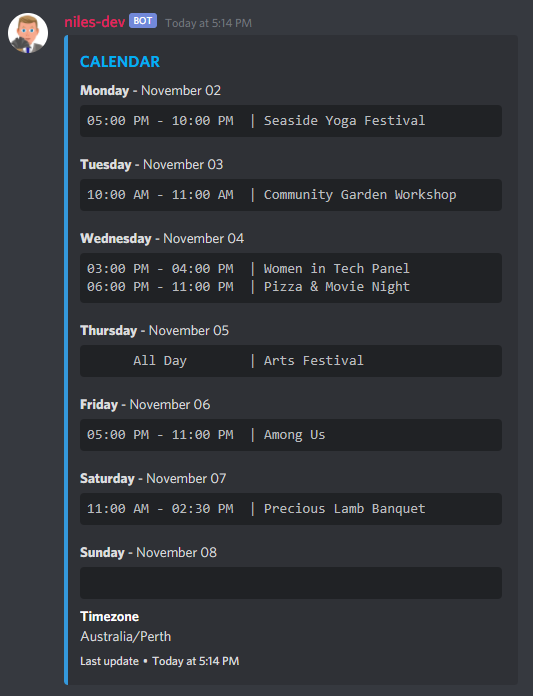 niles-dev BOT Today at 5:14 PM
CALENDAR
Monday - November 02
05:00 PM - 10:00 PM | Seaside Yoga Festival
Tuesday - November 03
10:00 AM - 11:00 AM | Community Garden Workshop
Wednesday - November 04
03:00 PM - 04:00 PM | Women in Tech Panel
06:00 PM - 11:00 PM | Pizza & Movie Night
Thursday - November 05
All Day | Arts Festival
Friday - November 06
05:00 PM - 11:00 PM | Among Us
Saturday - November 07
11:00 AM - 02:30 PM | Precious Lamb Banquet
Sunday - November 08
Timezone
Australia/Perth
Last update • Today at 5:14 PM